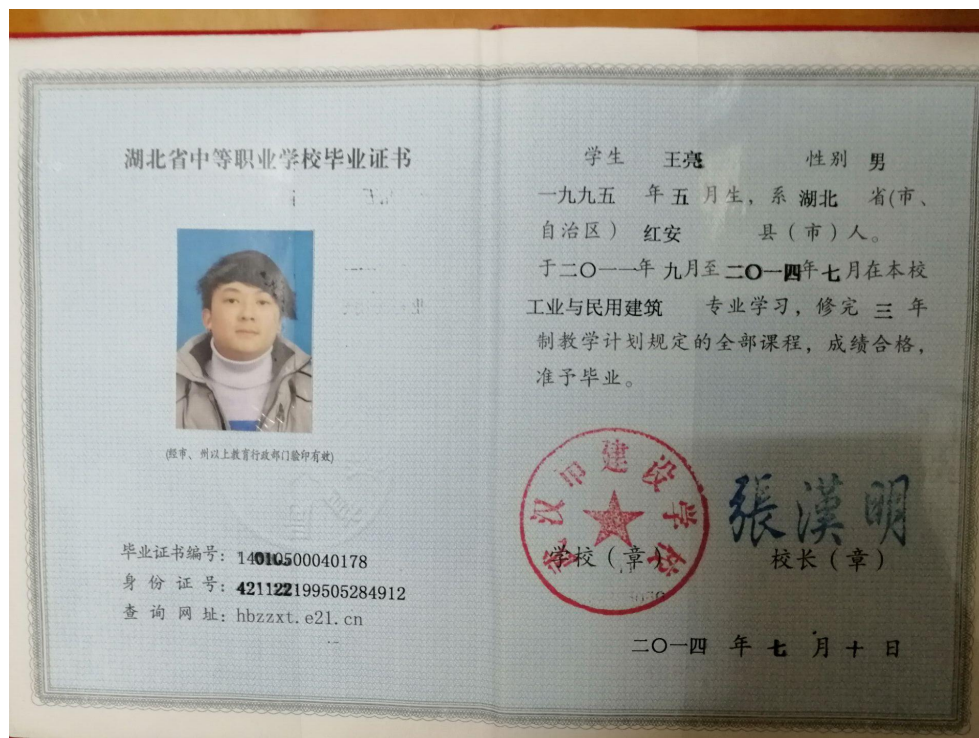 湖北省中等职业学校毕业证书
(经市、州以上教育行政部门验印有效)
毕业证书编号：14010500040178
身份证号：421122199505284912
查询网址：hbzzxt.e21.cn
学生 王亮 性别 男
一九九五 年 五 月生，系 湖北 省(市、
自治区) 红安 县（市）人。
于二〇一一年 九月至 二〇一四年 七月在本校
工业与民用建筑 专业学习，修完 三 年
制教学计划规定的全部课程，成绩合格，
准予毕业。
武汉市建设学校
張漢明
学校（章） 校长（章）
二〇一四 年 七 月 十 日